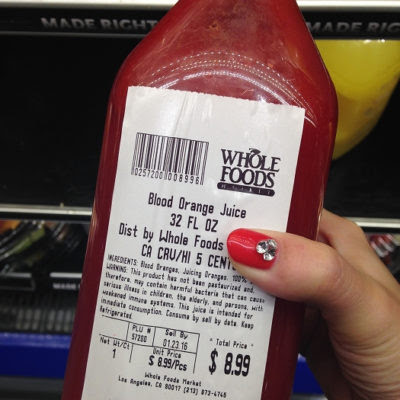 MADE RIGHT
MADE RIGHT H
0257200 008998
WHOLE
FOODS
MARKET
Blood Orange Juice
32 FL OZ
Dist by Whole Foods
CA CRV/HI 5 CENT
INGREDIENTS: Blood Oranges, Juicing Oranges. 100%
WARNING: This product has not been pasteurized and,
therefore, may contain harmful bacteria that can cause
serious illness in children, the elderly, and persons, with
weakened immune systems. This juice is intended for
immediate consumption. Consume by sell by date. Keep
Refrigerated.
PLU # Sell By
57200 01.23.16
Net Wt/Ct Unit Price Total Price
1 $ 8.99/Pcs $ 8.99
Whole Foods Market
Los Angeles, CA 90017 (213) 873-4745